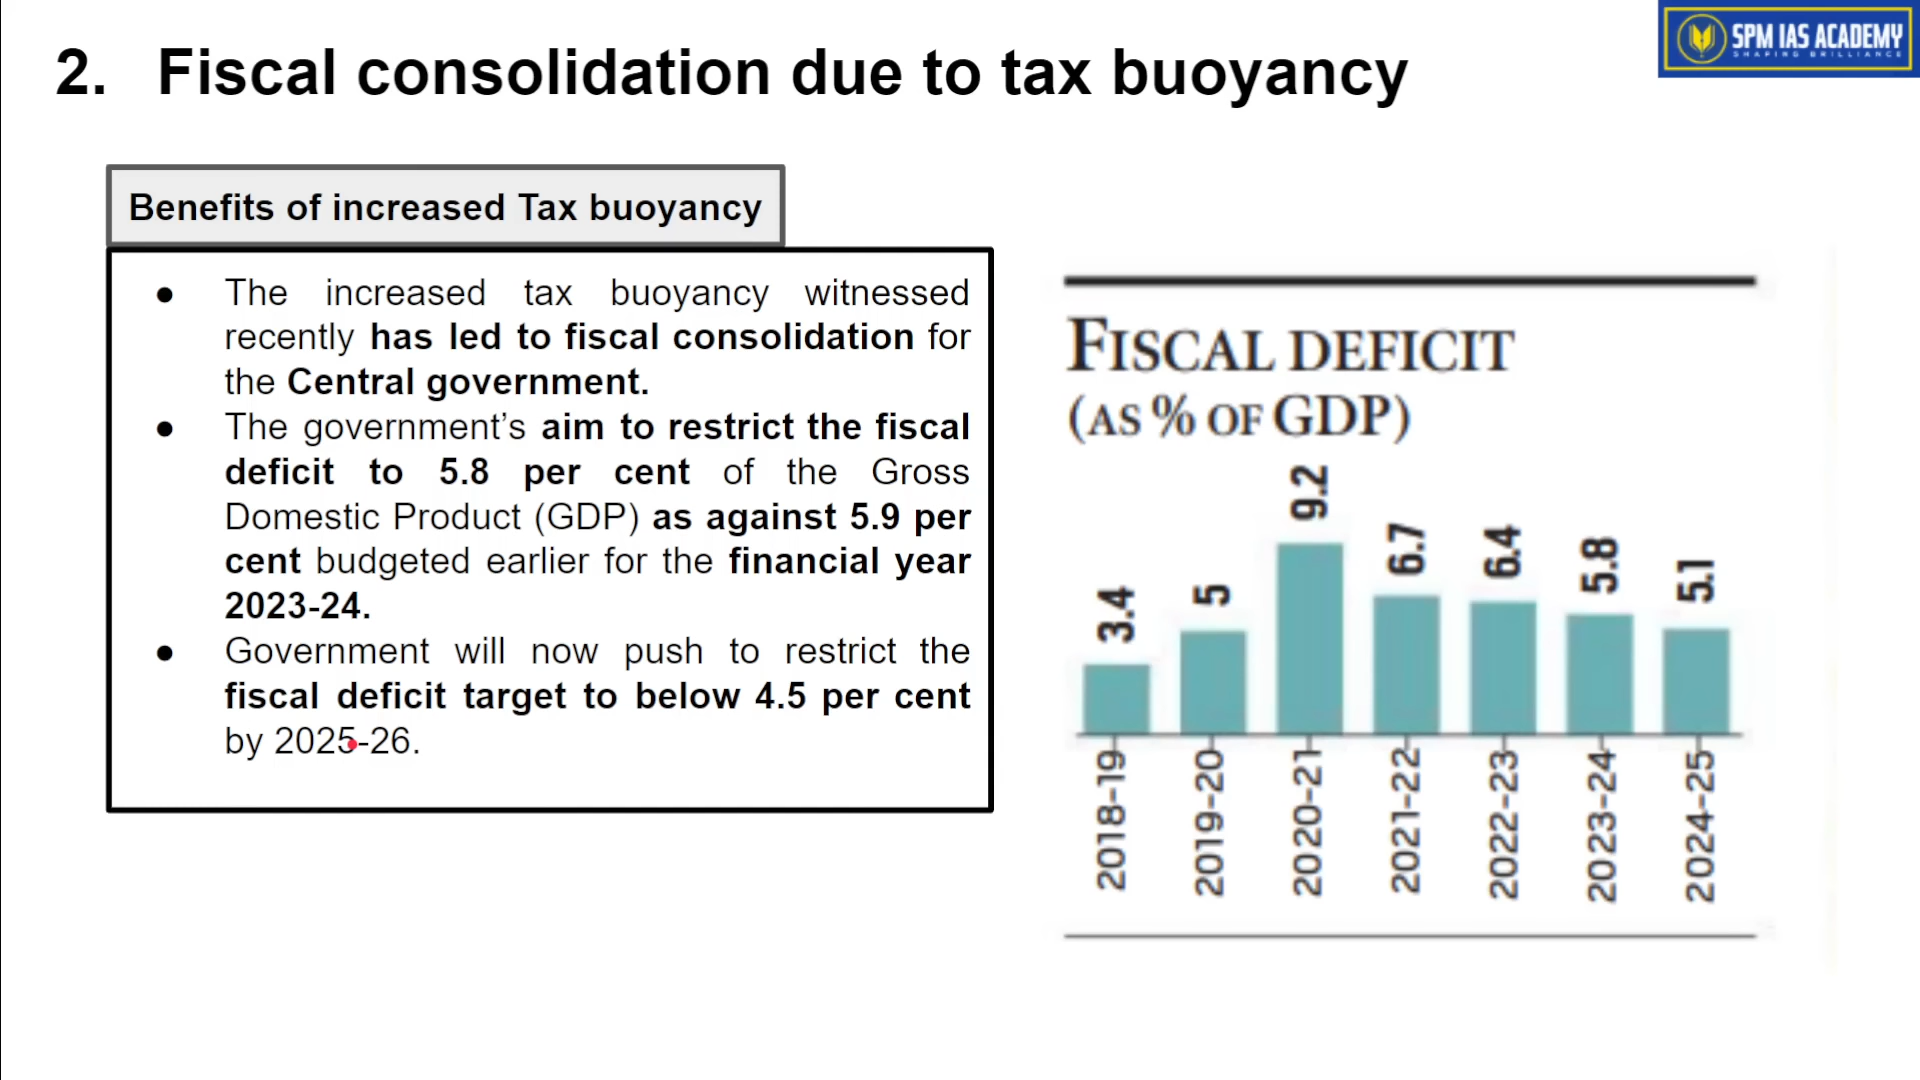 2. Fiscal consolidation due to tax buoyancy
SPM IAS ACADEMY
SHAPING BRILLIANCE
Benefits of increased Tax buoyancy
● The increased tax buoyancy witnessed
recently has led to fiscal consolidation for
the Central government.
● The government’s aim to restrict the fiscal
deficit to 5.8 per cent of the Gross
Domestic Product (GDP) as against 5.9 per
cent budgeted earlier for the financial year
2023-24.
● Government will now push to restrict the
fiscal deficit target to below 4.5 per cent
by 2025-26.
FISCAL DEFICIT
(AS % OF GDP)
3.4
5
9.2
6.7
6.4
5.8
5.1
2018-19
2019-20
2020-21
2021-22
2022-23
2023-24
2024-25